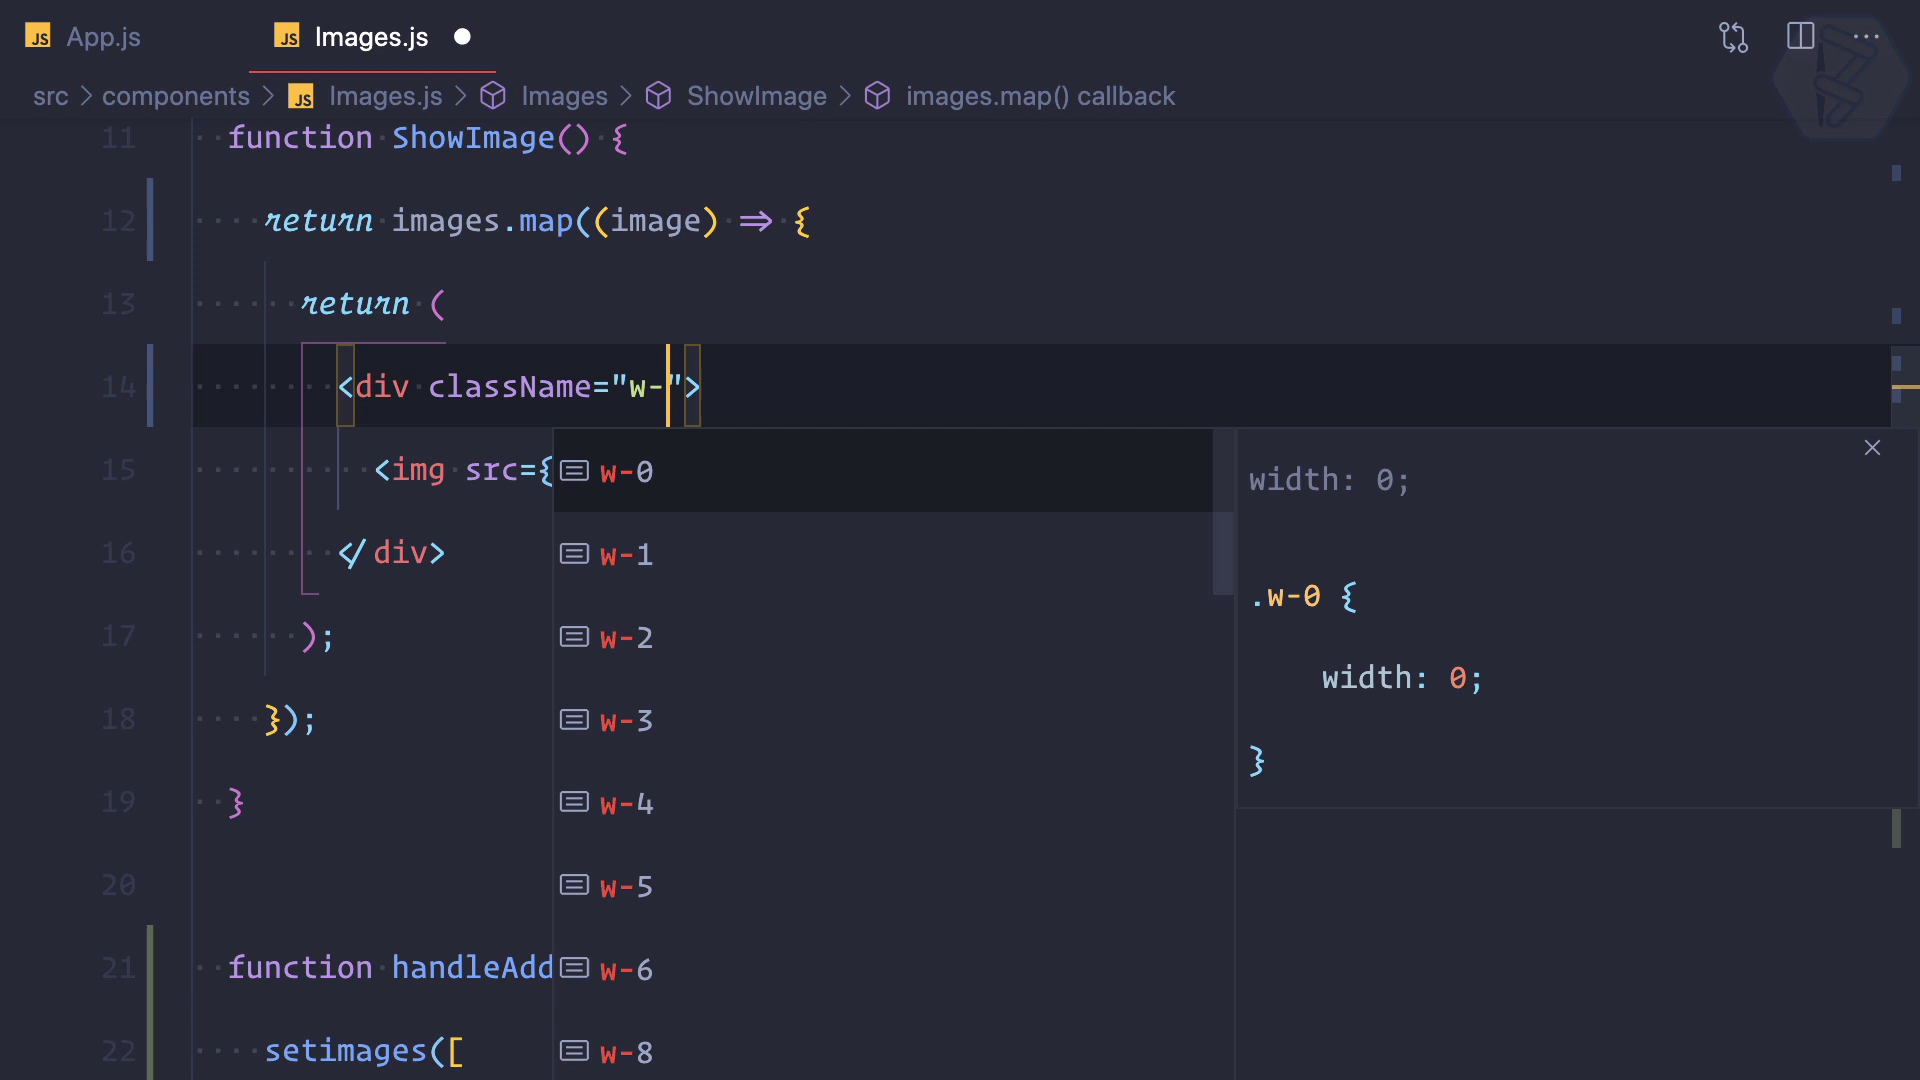 JS App.js JS Images.js
src > components > JS Images.js > Images > ShowImage > images.map() callback
11 function ShowImage() {
12 return images.map((image) => {
13 return (
14 <div className="w-">
15 <img src={
16 </div>
17 );
18 });
19 }
20
21 function handleAdd
22 setimages([
w-0
w-1
w-2
w-3
w-4
w-5
w-6
w-8
width: 0;
.w-0 {
width: 0;
}